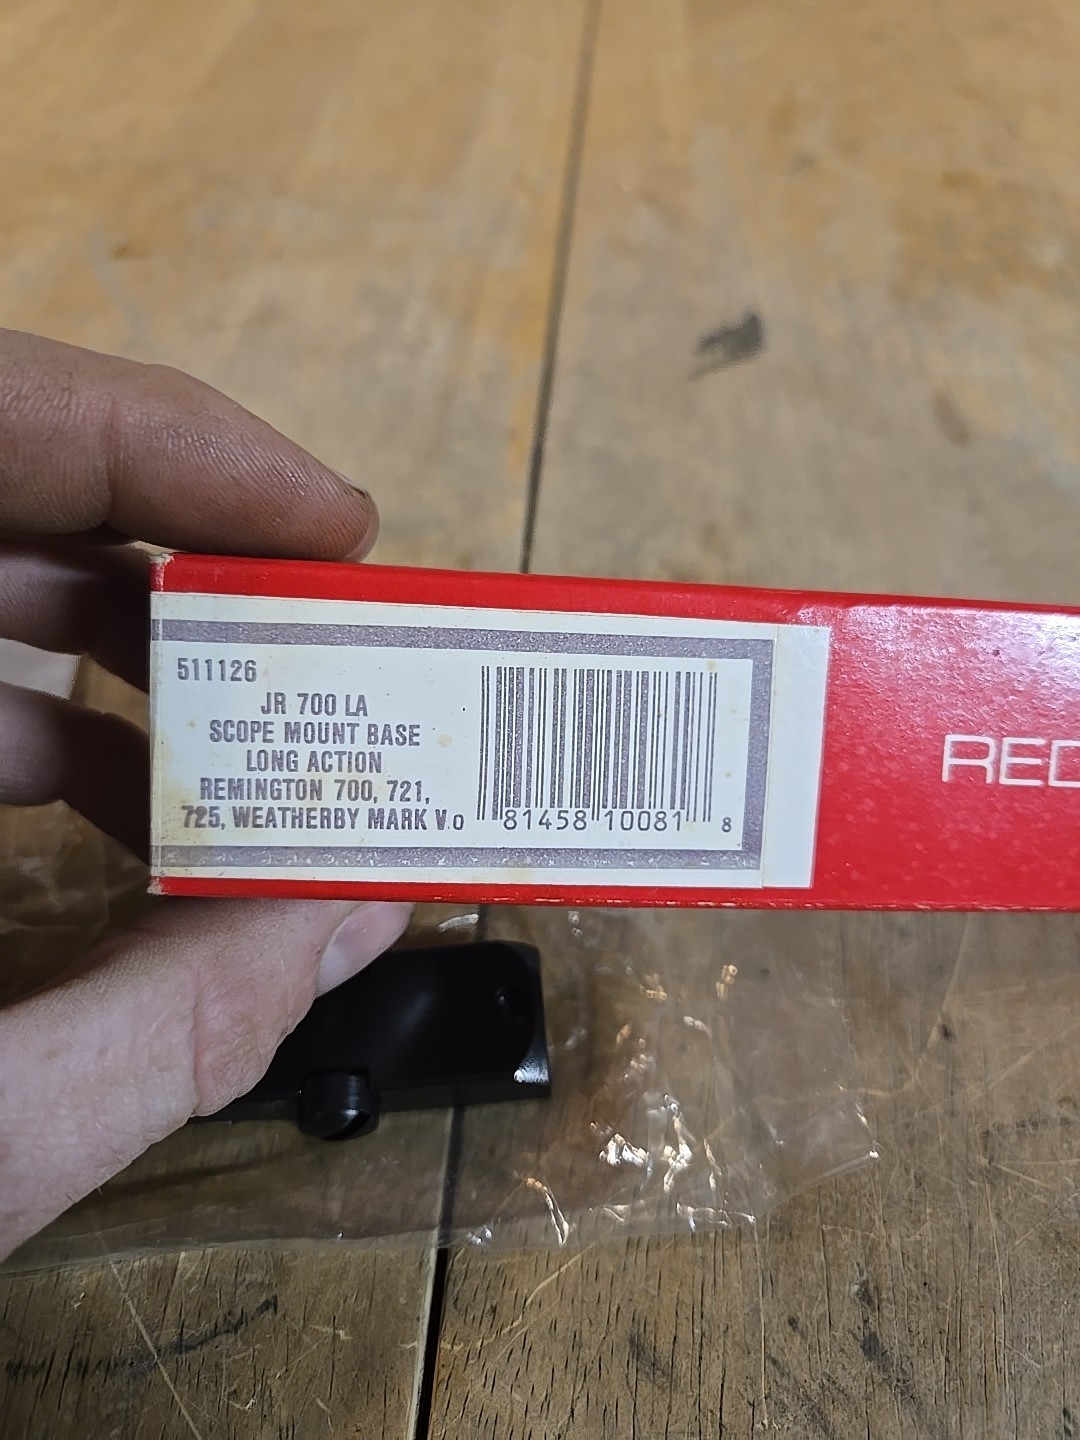 511126
JR 700 LA
SCOPE MOUNT BASE
LONG ACTION
REMINGTON 700, 721,
725, WEATHERBY MARK V.
0 81458 10081 8
RED